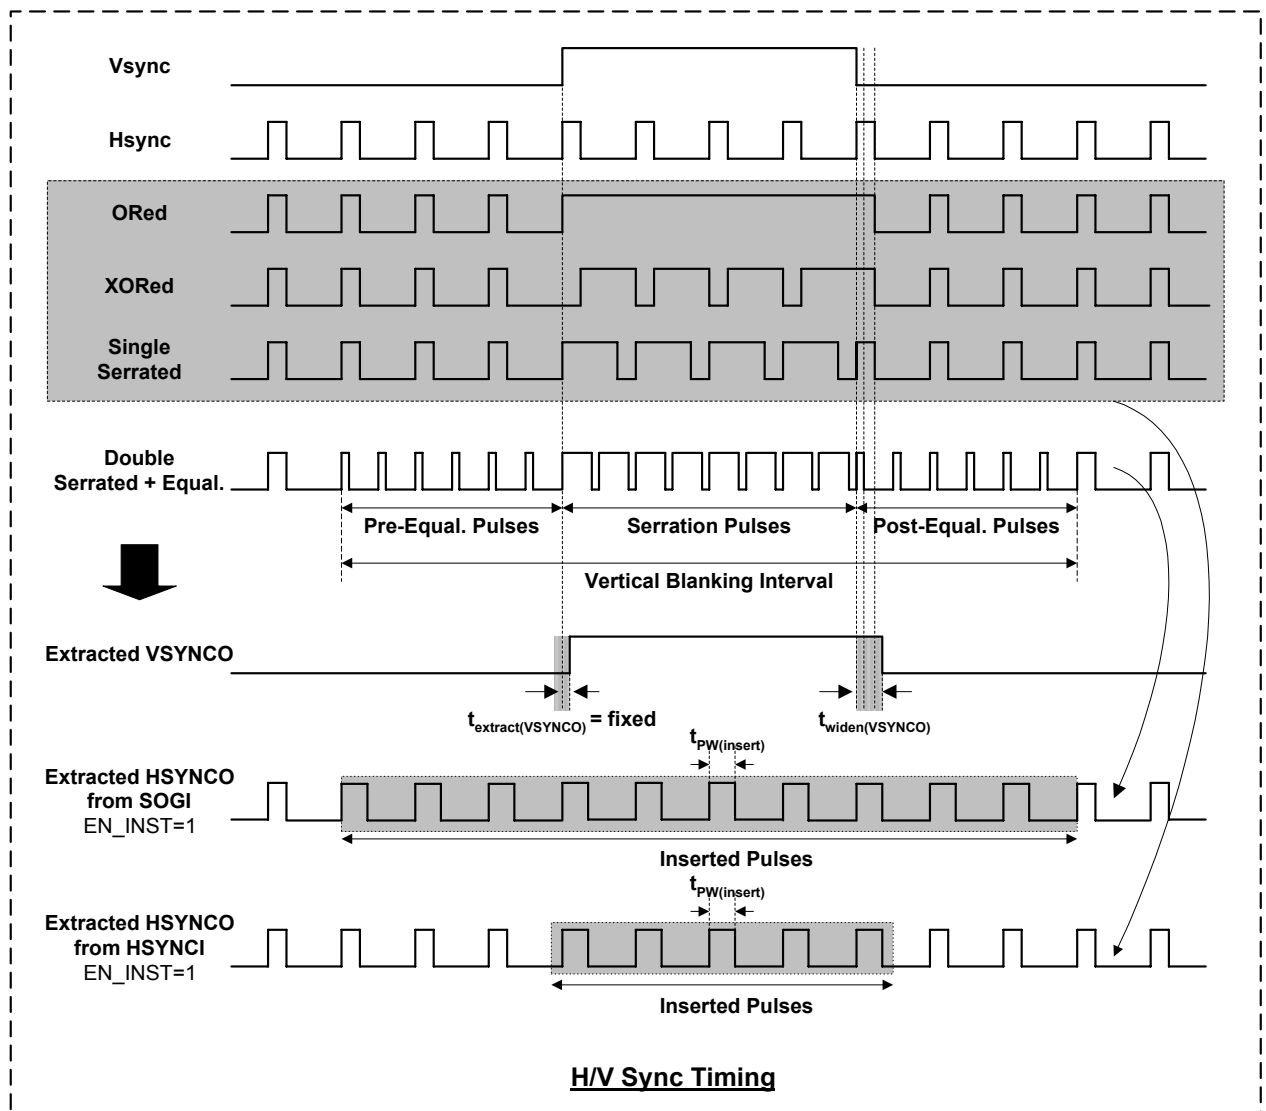 Vsync
Hsync
ORed
XORed
Single
Serrated
Double
Serrated + Equal.
Pre-Equal. Pulses
Serration Pulses
Post-Equal. Pulses
Vertical Blanking Interval
Extracted VSYNCO
textract(VSYNCO) = fixed
twiden(VSYNCO)
tPW(insert)
Extracted HSYNCO
from SOGI
EN_INST=1
Inserted Pulses
tPW(insert)
Extracted HSYNCO
from HSYNCI
EN_INST=1
Inserted Pulses
H/V Sync Timing